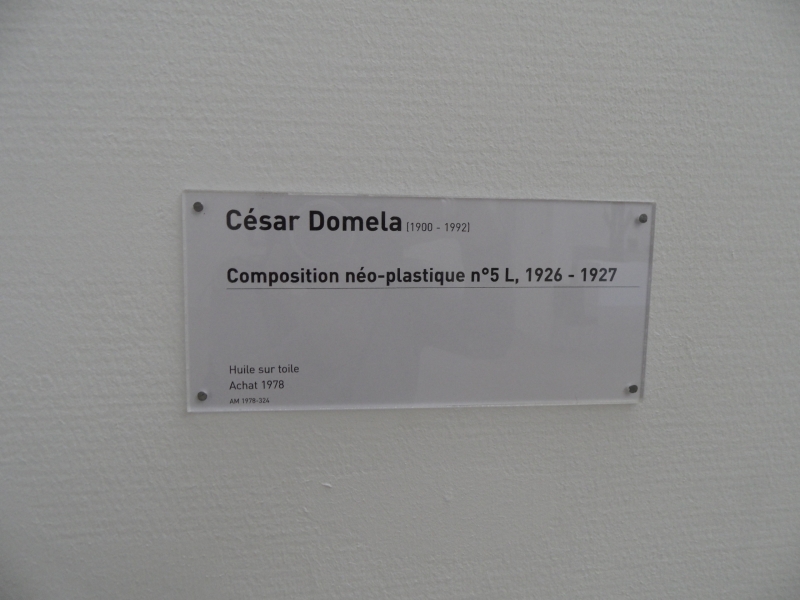 César Domela (1900 - 1992)
Composition néo-plastique n°5 L, 1926 - 1927
Huile sur toile
Achat 1978
AM 1978-324